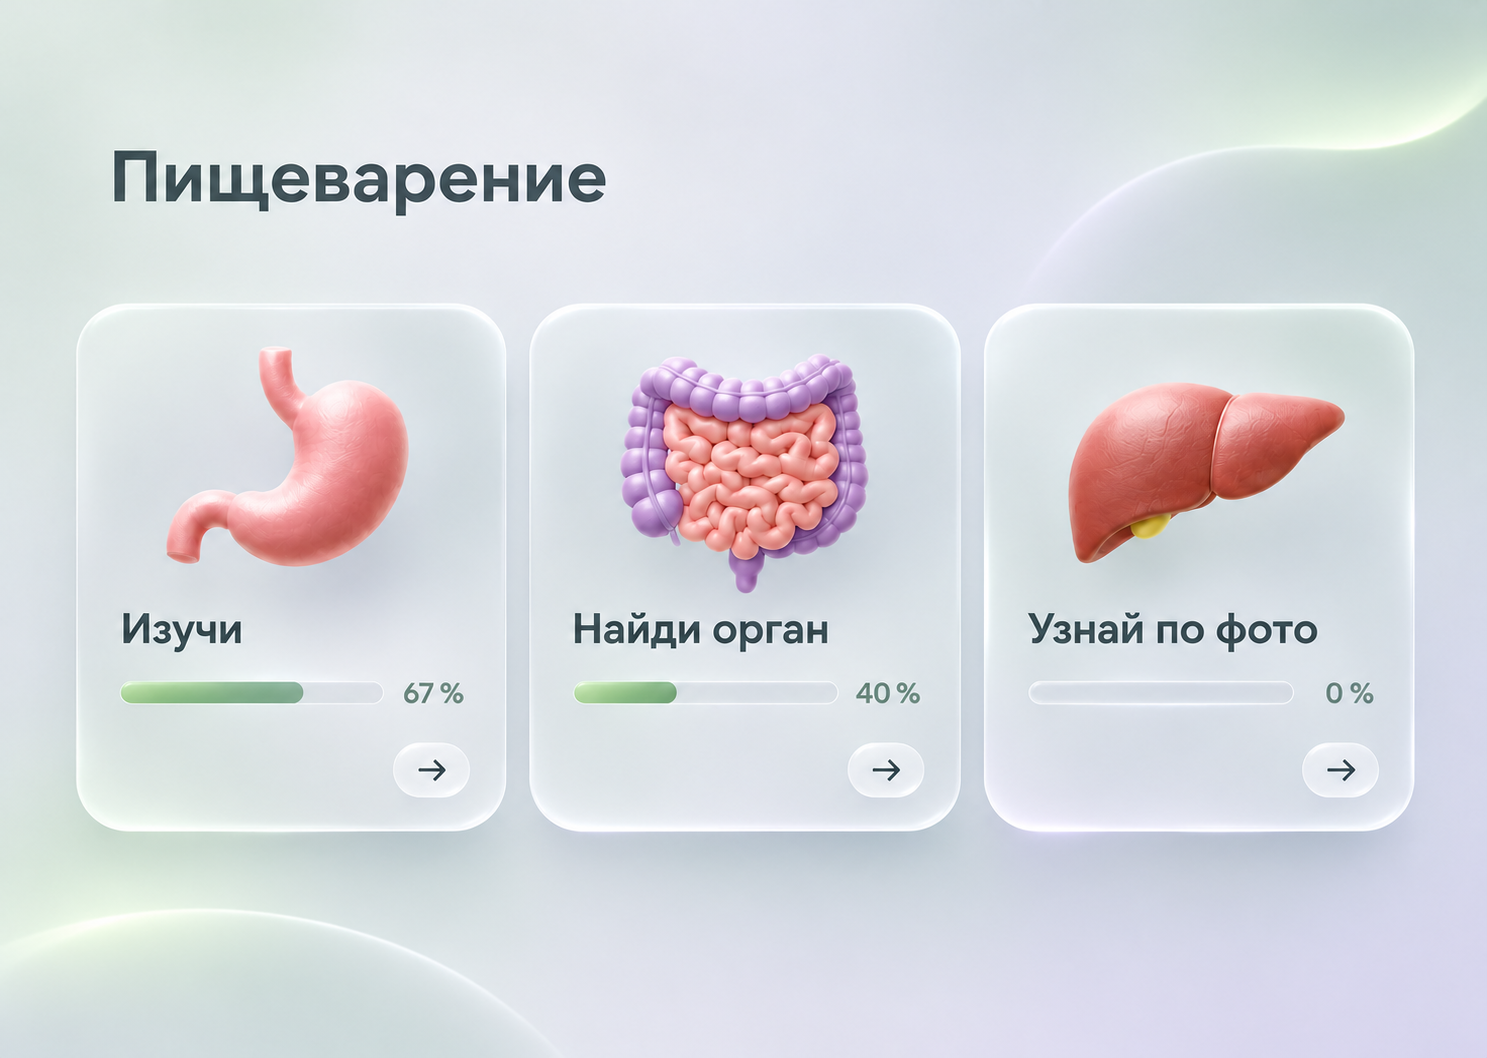 Пищеварение
Изучи
67 %
Найди орган
40 %
Узнай по фото
0 %